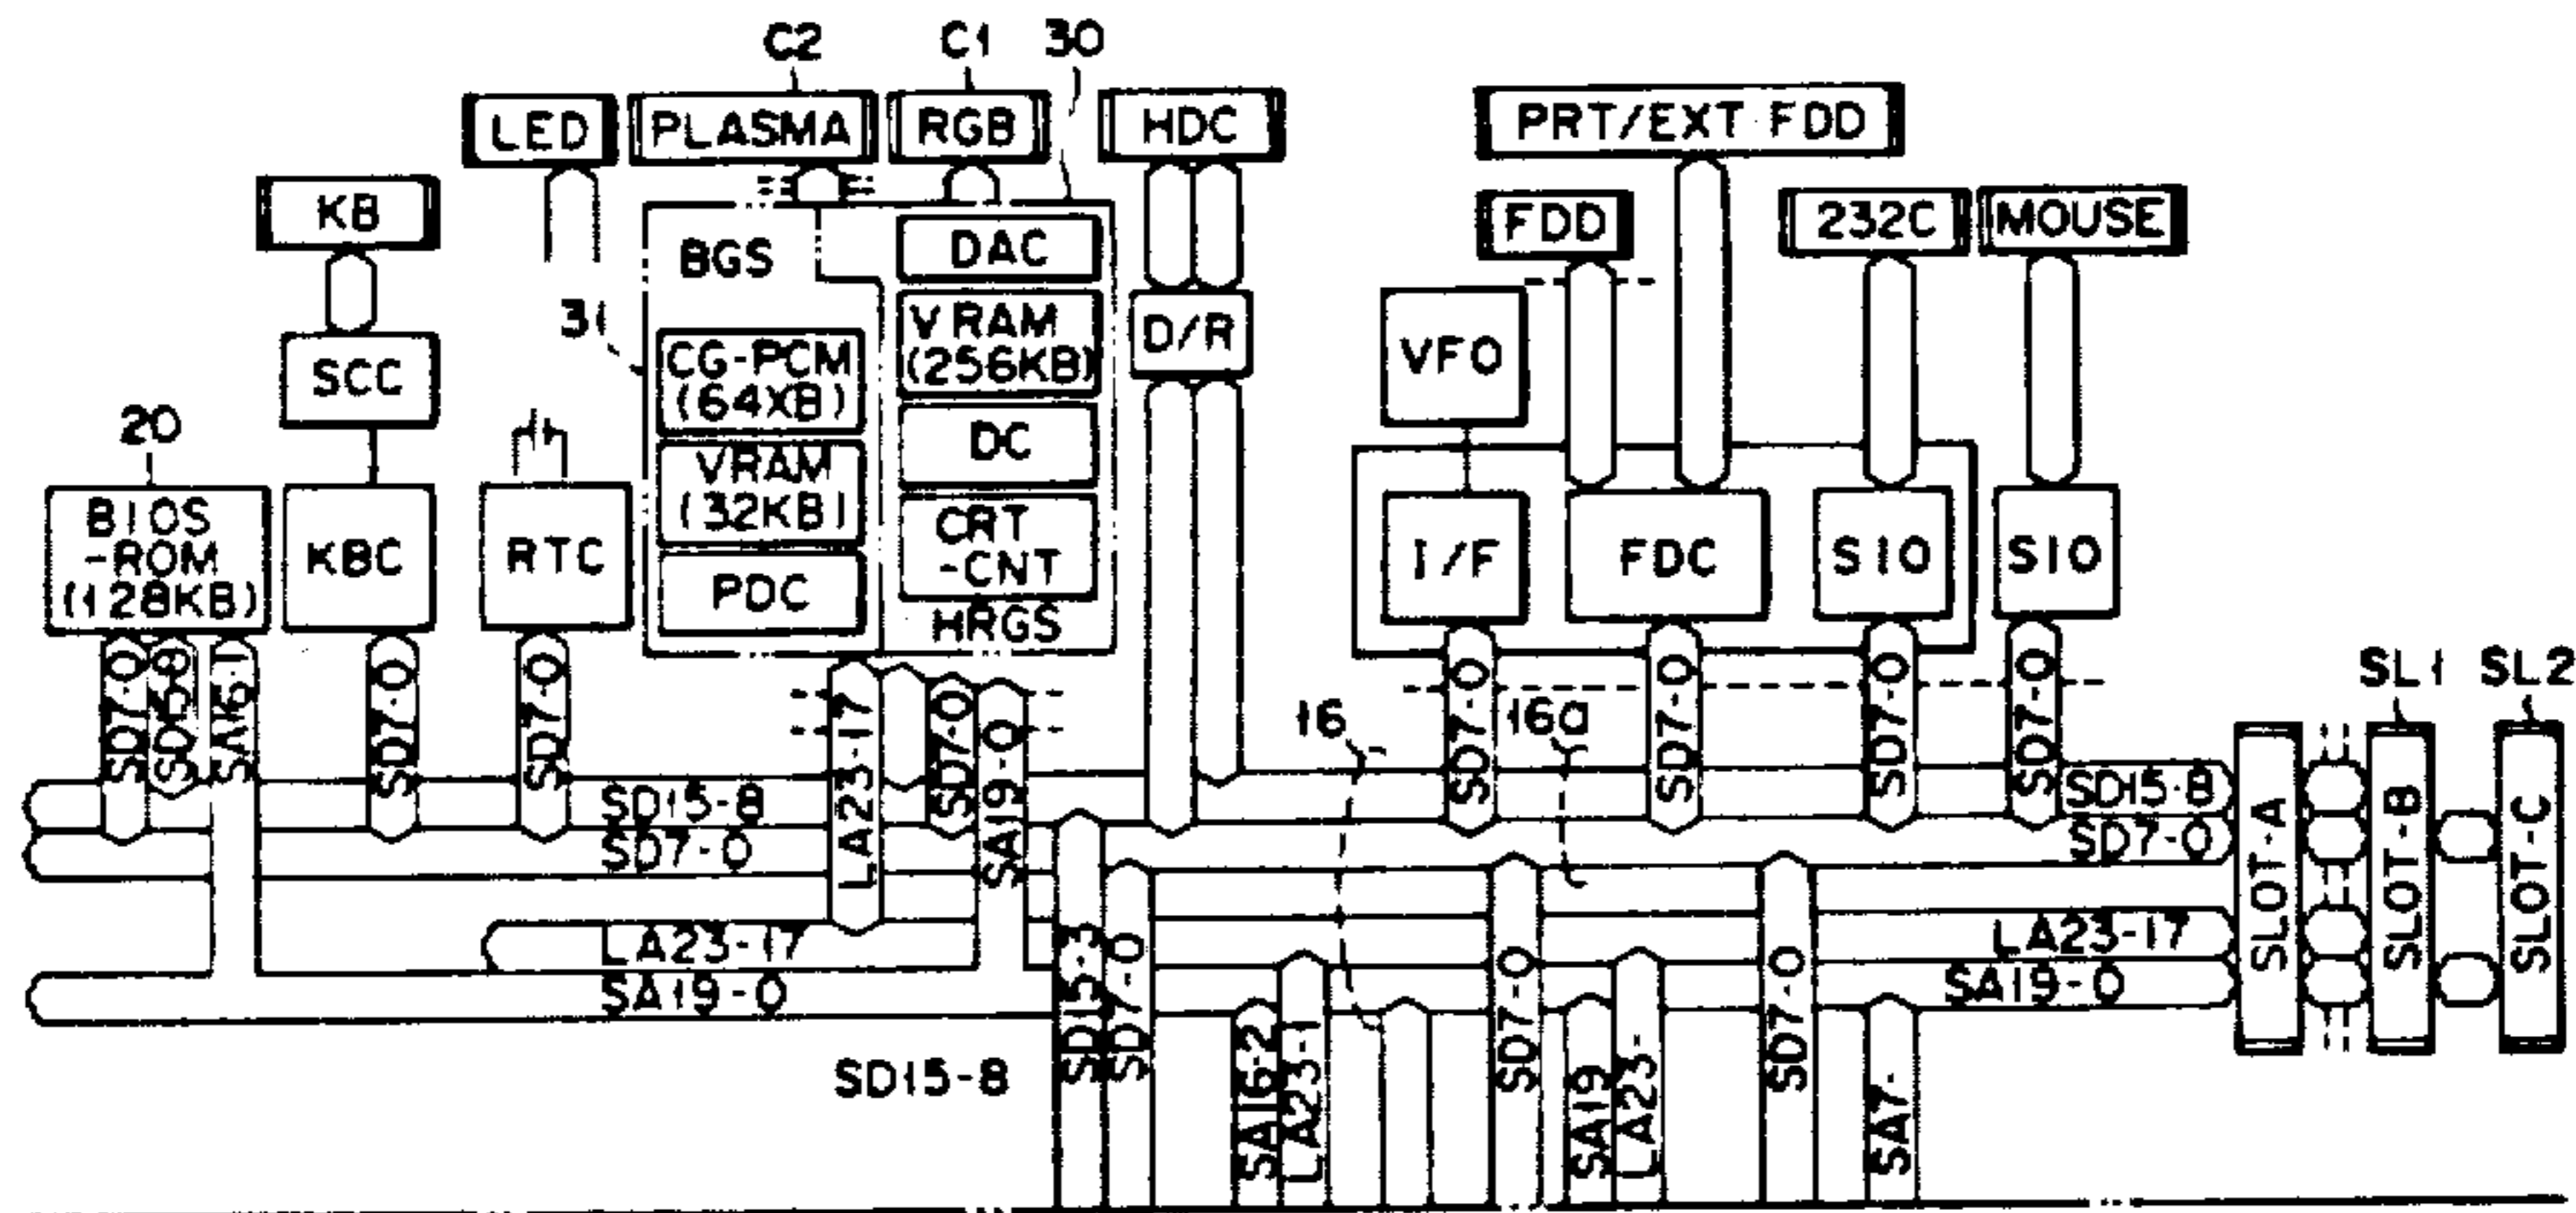 C2
C1
30
LED
PLASMA
RGB
HDC
PRT/EXT FDD
KB
FDD
232C
MOUSE
BGS
DAC
31
VRAM
(256KB)
D/R
VFO
SCC
CG-PCM
(64XB)
DC
20
VRAM
(32KB)
BIOS
-ROM
(128KB)
KBC
RTC
CRT
-CNT
I/F
FDC
SIO
SIO
PDC
HRGS
SD7-0
SD15-8
SA16-1
SD7-0
SD7-0
LA23-17
SD7-0
SA19-0
SD7-0
SD7-0
SD7-0
SD7-0
16
16a
SL1
SL2
SD15-8
SD7-0
SD15-8
SD7-0
SLOT-A
SLOT-B
SLOT-C
LA23-17
SA19-0
LA23-17
SA19-0
SD15-8
SD15-3
SD7-0
SA16-2
LA23-1
SD7-0
SA19
LA23-
SD7-0
SA7-